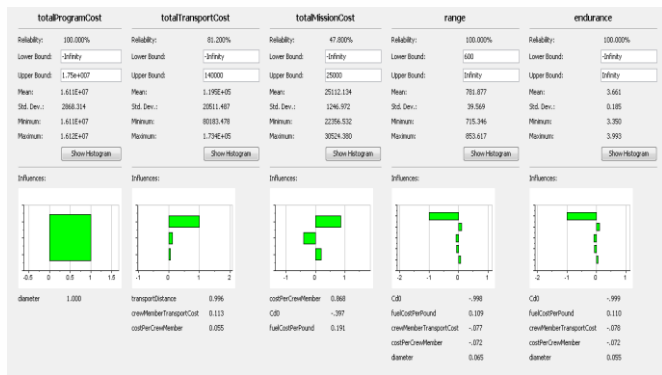 totalProgramCost
Reliability: 100.000%
Lower Bound: -Infinity
Upper Bound: 1.75e+007
Mean: 1.611E+07
Std. Dev.: 2868.314
Minimum: 1.611E+07
Maximum: 1.612E+07
Show Histogram
Influences:
-0.5 0 0.5 1 1.5
diameter 1.000
totalTransportCost
Reliability: 81.200%
Lower Bound: -Infinity
Upper Bound: 140000
Mean: 1.195E+05
Std. Dev.: 20511.487
Minimum: 80183.478
Maximum: 1.734E+05
Show Histogram
Influences:
-1 0 1 2
transportDistance 0.996
crewMemberTransportCost 0.113
costPerCrewMember 0.055
totalMissionCost
Reliability: 47.800%
Lower Bound: -Infinity
Upper Bound: 25000
Mean: 25112.134
Std. Dev.: 1246.972
Minimum: 22356.532
Maximum: 30524.380
Show Histogram
Influences:
-1 0 1
costPerCrewMember 0.868
Cd0 -.397
fuelCostPerPound 0.191
range
Reliability: 100.000%
Lower Bound: 600
Upper Bound: Infinity
Mean: 781.877
Std. Dev.: 39.569
Minimum: 715.346
Maximum: 853.617
Show Histogram
Influences:
-2 -1 0 1
Cd0 -.998
fuelCostPerPound 0.109
crewMemberTransportCost -.077
costPerCrewMember -.072
diameter 0.065
endurance
Reliability: 100.000%
Lower Bound: -Infinity
Upper Bound: Infinity
Mean: 3.661
Std. Dev.: 0.185
Minimum: 3.350
Maximum: 3.993
Show Histogram
Influences:
-2 -1 0 1
Cd0 -.999
fuelCostPerPound 0.110
crewMemberTransportCost -.078
costPerCrewMember -.072
diameter 0.055